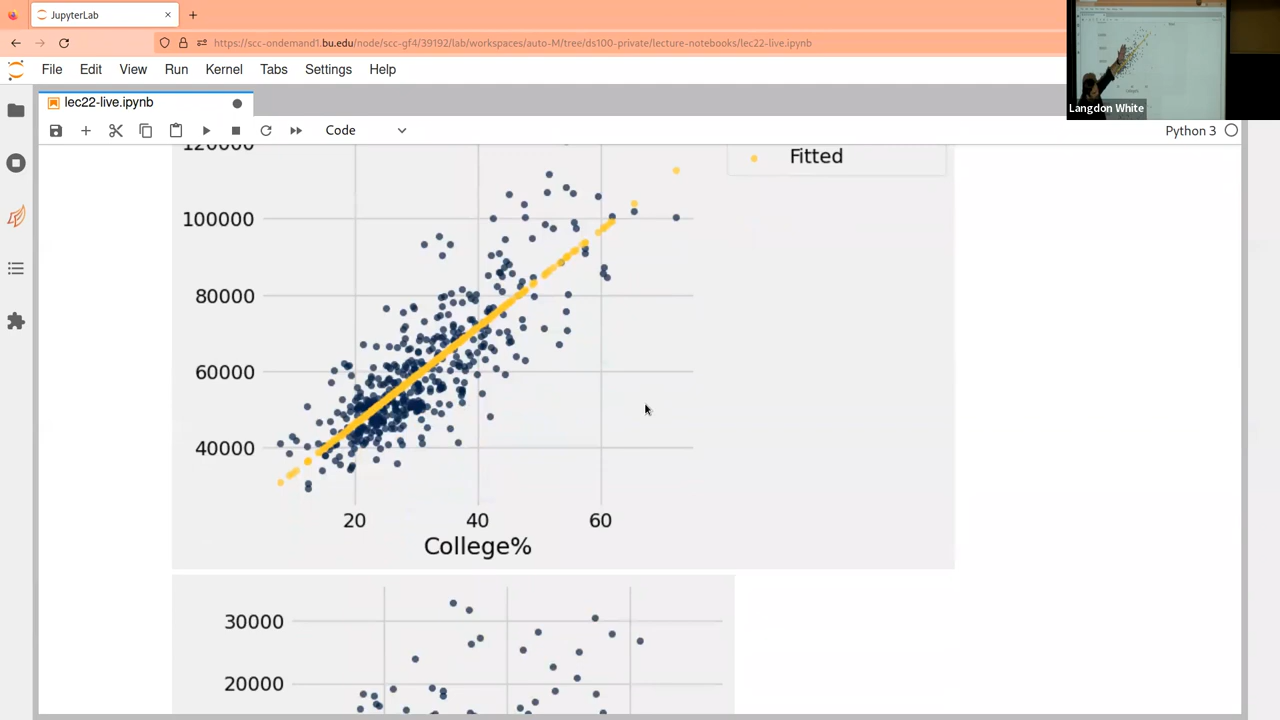 JupyterLab
https://scc-ondemand1.bu.edu/node/scc-gf4/39192/lab/workspaces/auto-M/tree/ds100-private/lecture-notebooks/lec22-live.ipynb
File Edit View Run Kernel Tabs Settings Help
Langdon White
lec22-live.ipynb
Code
Python 3
120000
Fitted
100000
80000
60000
40000
20 40 60
College%
30000
20000